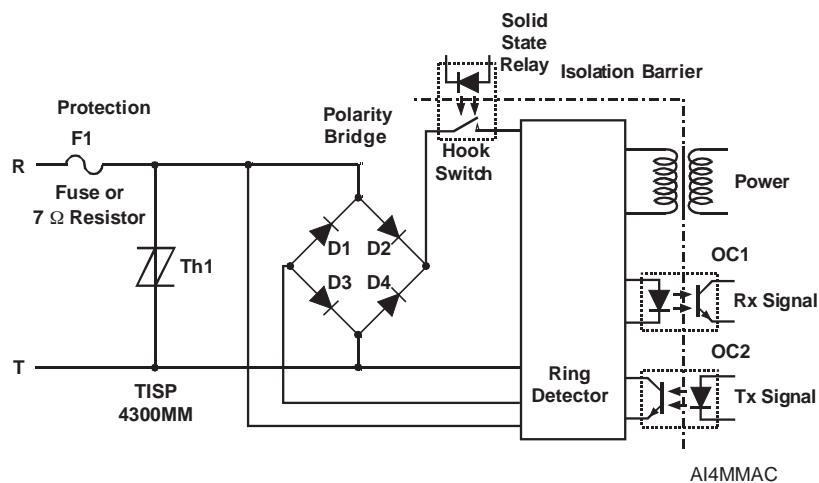 Solid
State
Relay
Isolation Barrier
Protection
F1
Polarity
Bridge
Hook
Switch
R
Fuse or
7 Ω Resistor
Power
Th1
D1
D2
D3
D4
OC1
Rx Signal
OC2
T
TISP
4300MM
Ring
Detector
Tx Signal
AI4MMAC